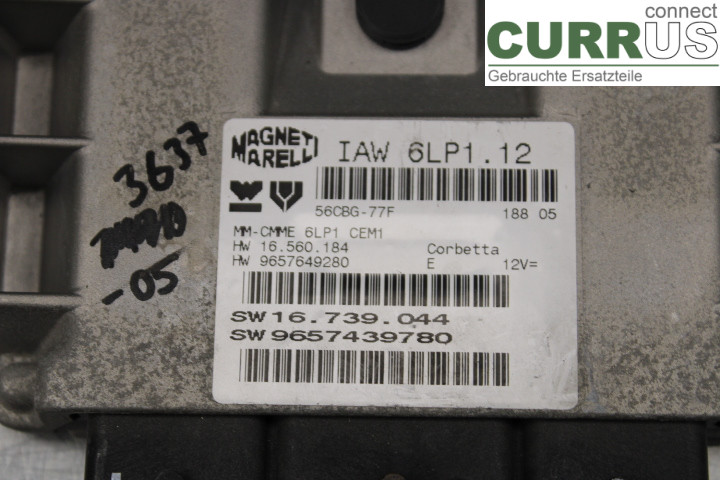 connect
CURRUS
Gebrauchte Ersatzteile
MAGNETI MARELLI
IAW 6LP1.12
56CBG-77F 188 05
MM-CMME 6LP1 CEM1
HW 16.560.184 Corbetta
HW 9657649280 E 12V=
SW16.739.044
SW9657439780
3637
-05